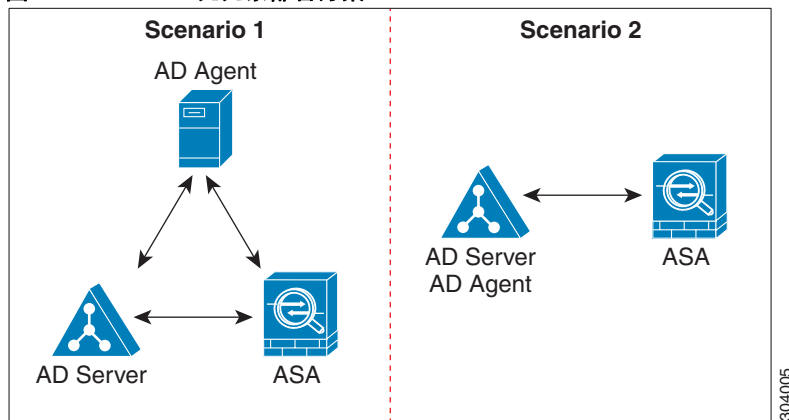 Scenario 1
Scenario 2
AD Agent
AD Server
ASA
AD Server
AD Agent
ASA
304005